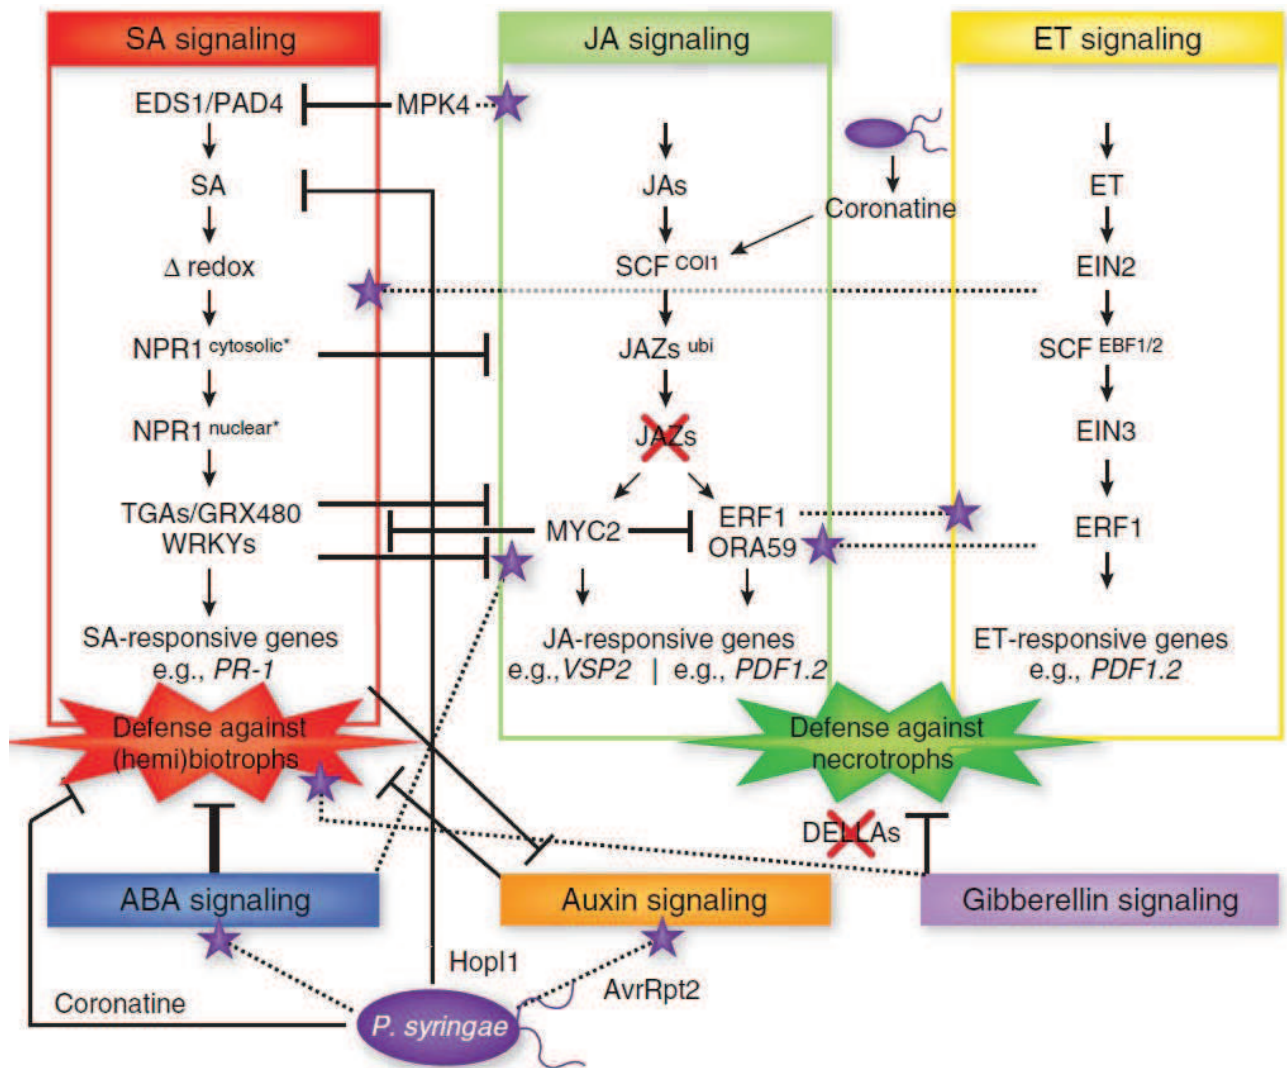 SA signaling
JA signaling
ET signaling
EDS1/PAD4
MPK4
SA
JAs
Coronatine
ET
Δ redox
SCF COI1
EIN2
NPR1 cytosolic*
JAZs ubi
SCF EBF1/2
NPR1 nuclear*
JAZs
EIN3
TGAs/GRX480
WRKYs
MYC2
ERF1
ORA59
ERF1
SA-responsive genes
e.g., PR-1
JA-responsive genes
e.g.,VSP2 | e.g., PDF1.2
ET-responsive genes
e.g., PDF1.2
Defense against
(hemi)biotrophs
Defense against
necrotrophs
DELLAs
ABA signaling
Auxin signaling
Gibberellin signaling
HopI1
AvrRpt2
Coronatine
P. syringae